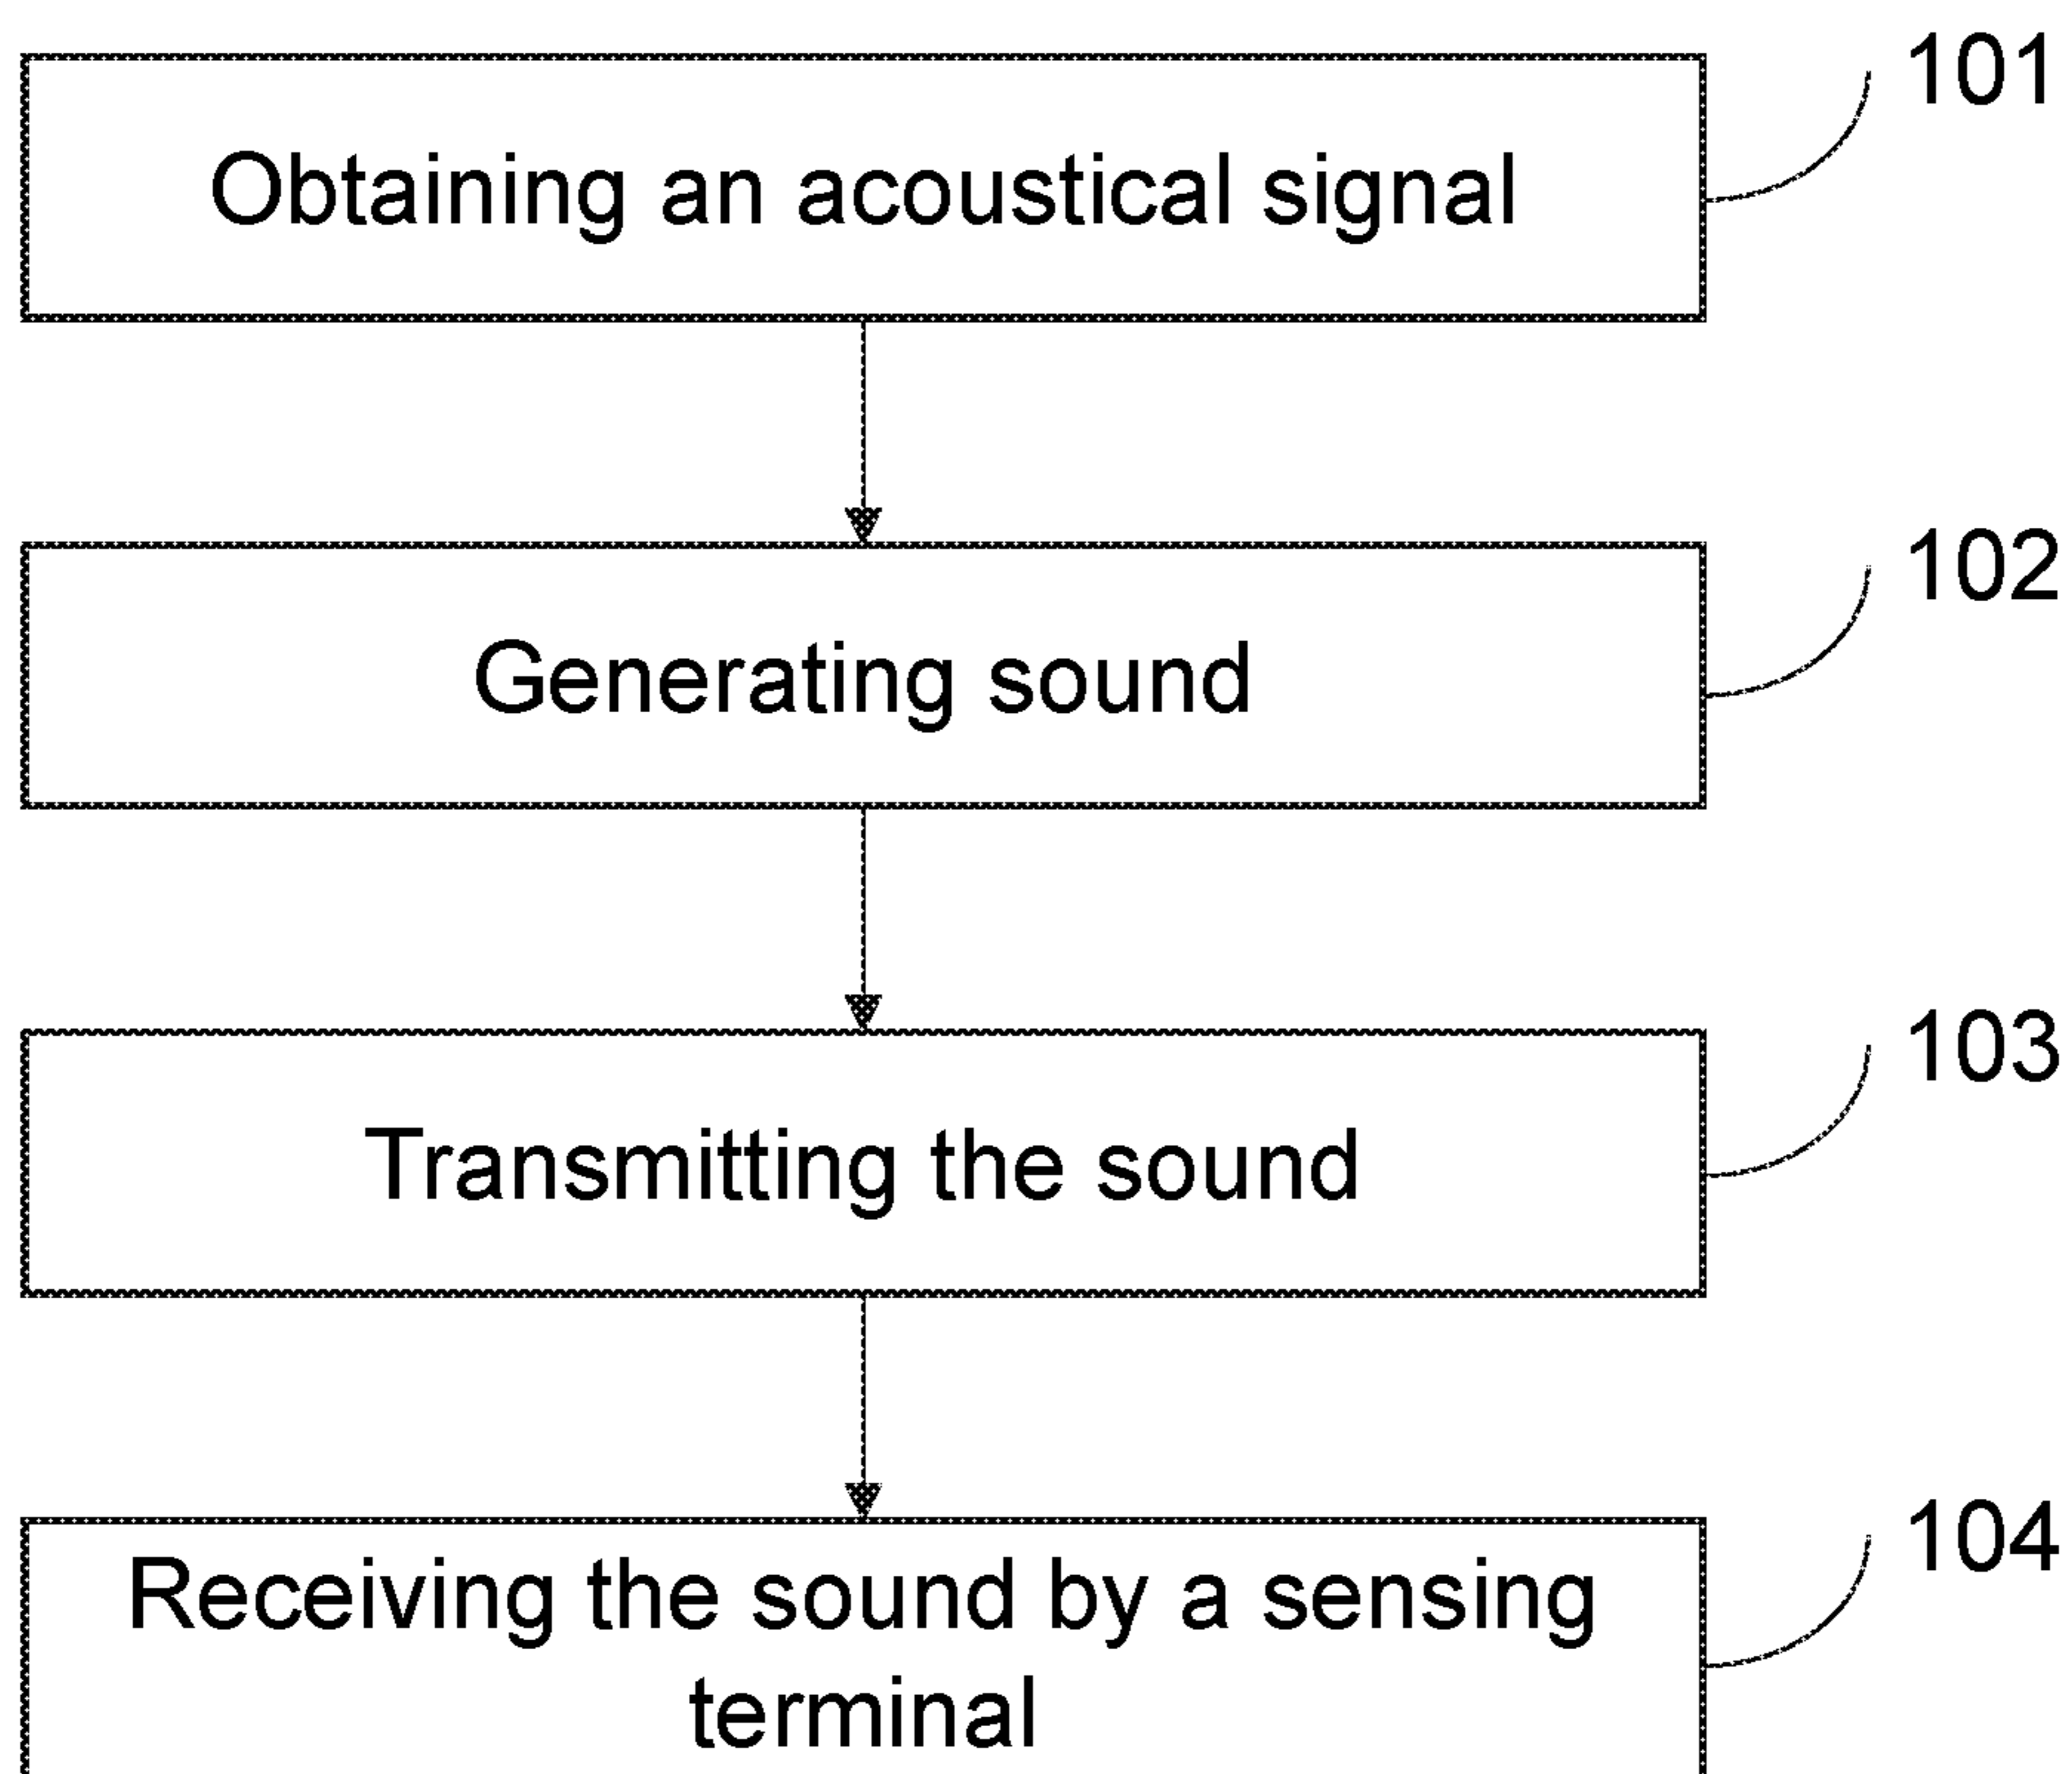 101
Obtaining an acoustical signal
102
Generating sound
103
Transmitting the sound
104
Receiving the sound by a sensing
terminal